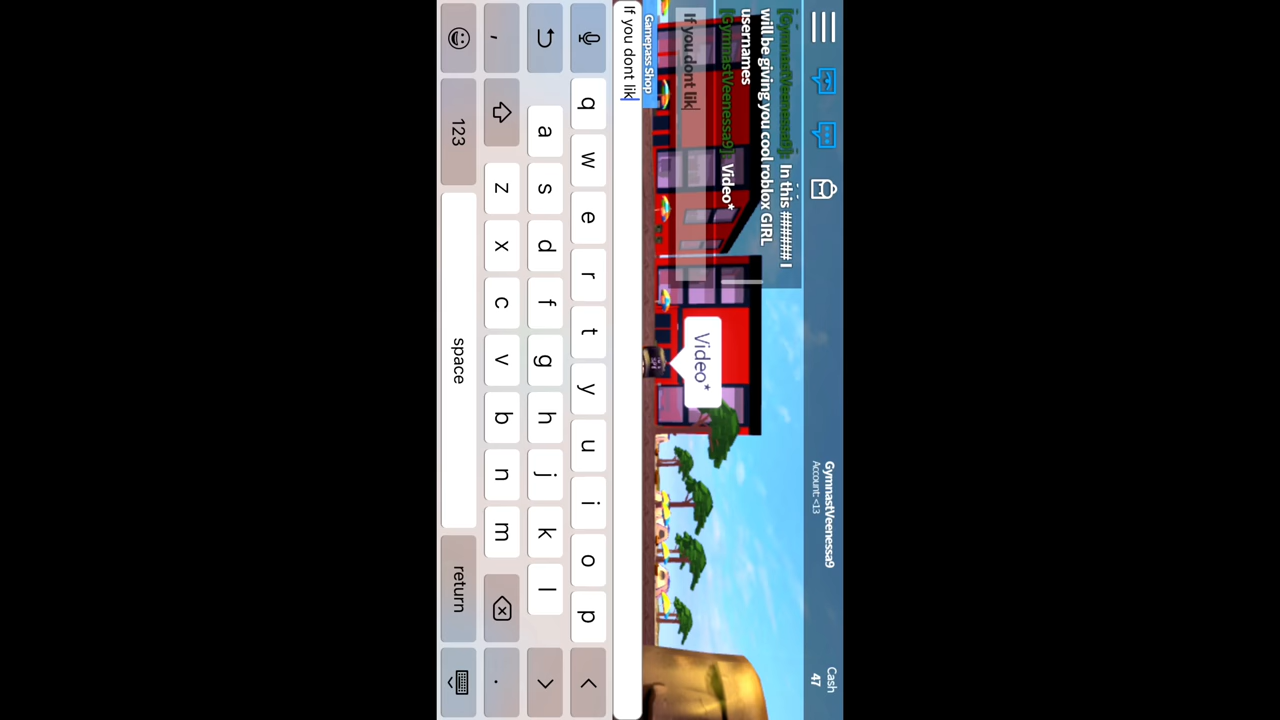 GymnastVeenessa9
Account: <13
Cash
47
[GymnastVeenessa9]: In this ###### I
will be giving you cool roblox GIRL
usernames
[GymnastVeenessa9]: Video*
If you dont lik
Video*
Gamepass Shop
If you dont lik
q w e r t y u i o p
a s d f g h j k l
z x c v b n m
, .
123 space return